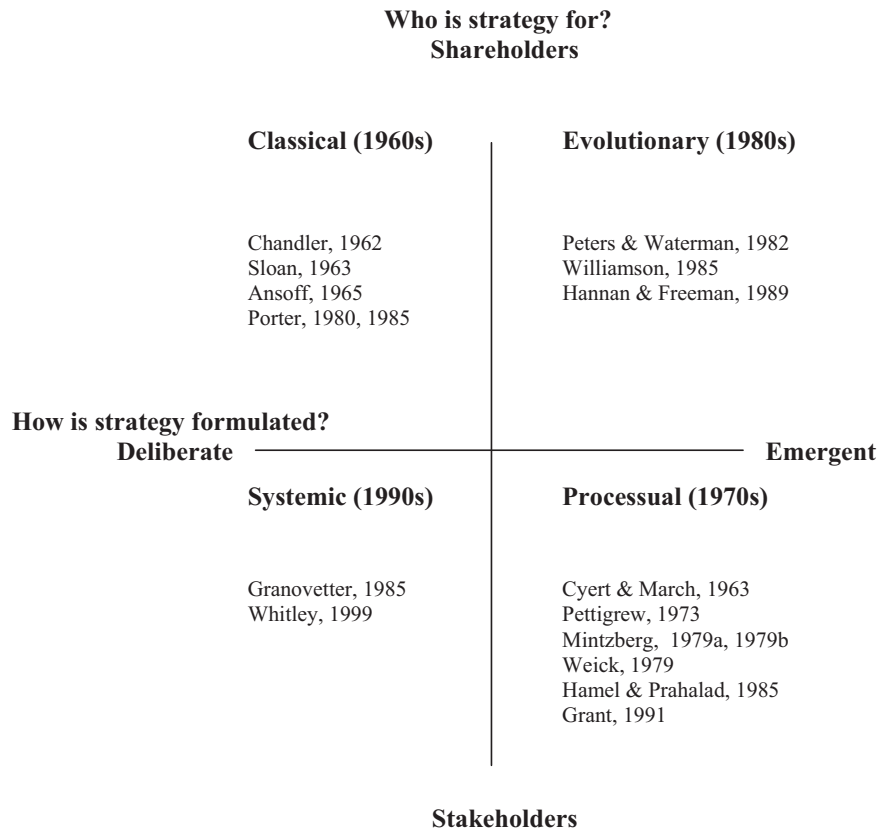 Who is strategy for?
Shareholders
Classical (1960s)
Chandler, 1962
Sloan, 1963
Ansoff, 1965
Porter, 1980, 1985
Evolutionary (1980s)
Peters & Waterman, 1982
Williamson, 1985
Hannan & Freeman, 1989
How is strategy formulated?
Deliberate
Emergent
Systemic (1990s)
Granovetter, 1985
Whitley, 1999
Processual (1970s)
Cyert & March, 1963
Pettigrew, 1973
Mintzberg, 1979a, 1979b
Weick, 1979
Hamel & Prahalad, 1985
Grant, 1991
Stakeholders